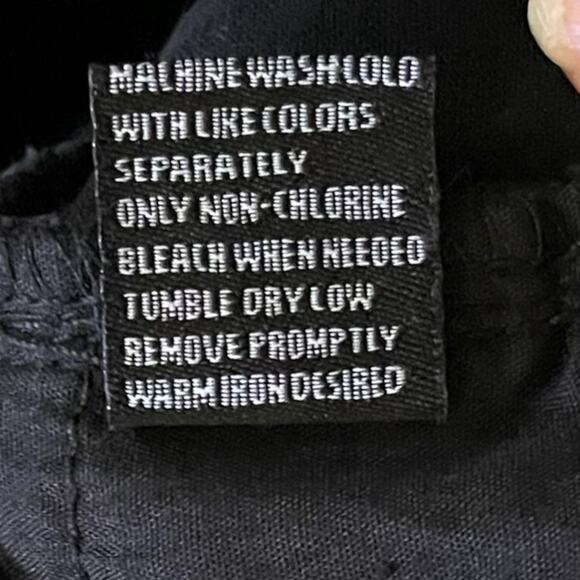 MACHINE WASH COLD
WITH LIKE COLORS
SEPARATELY
ONLY NON-CHLORINE
BLEACH WHEN NEEDED
TUMBLE DRY LOW
REMOVE PROMPTLY
WARM IRON DESIRED